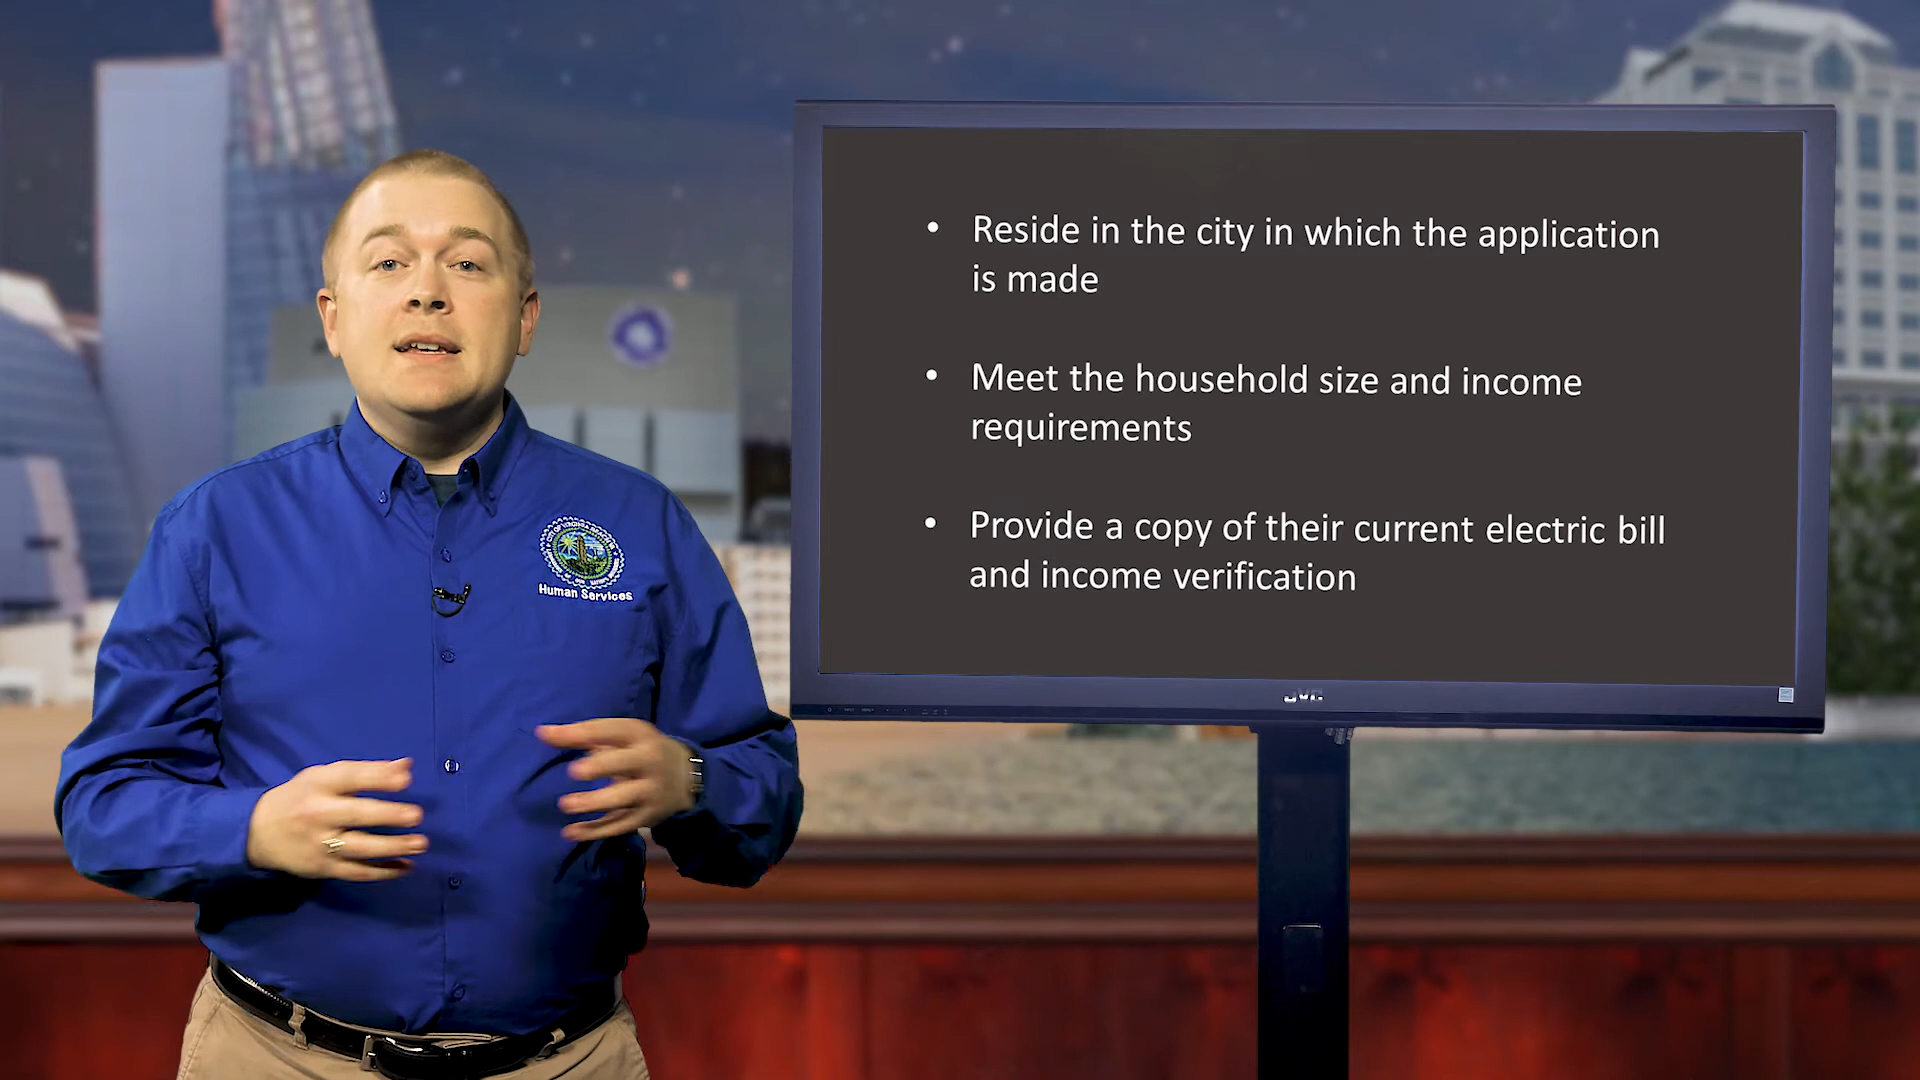 • Reside in the city in which the application
is made
• Meet the household size and income
requirements
• Provide a copy of their current electric bill
and income verification
Human Services
JVC